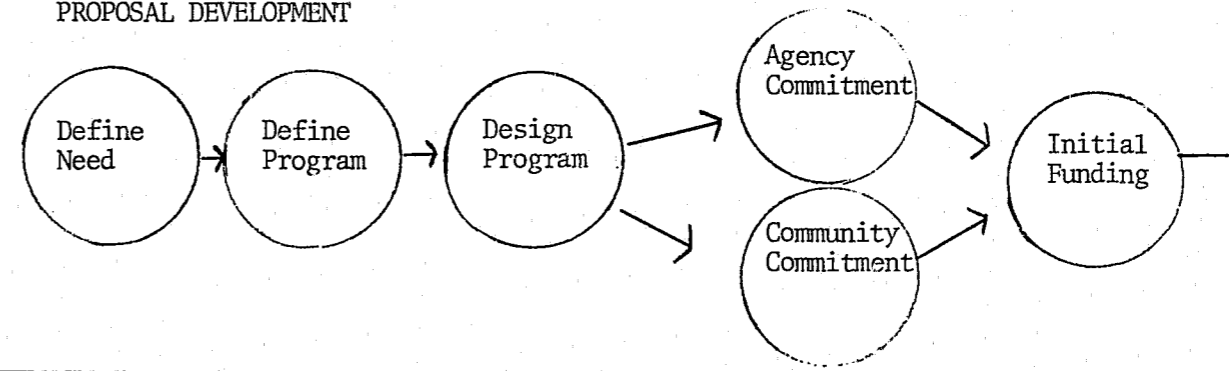 PROPOSAL DEVELOPMENT
Define
Need
Define
Program
Design
Program
Agency
Commitment
Community
Commitment
Initial
Funding